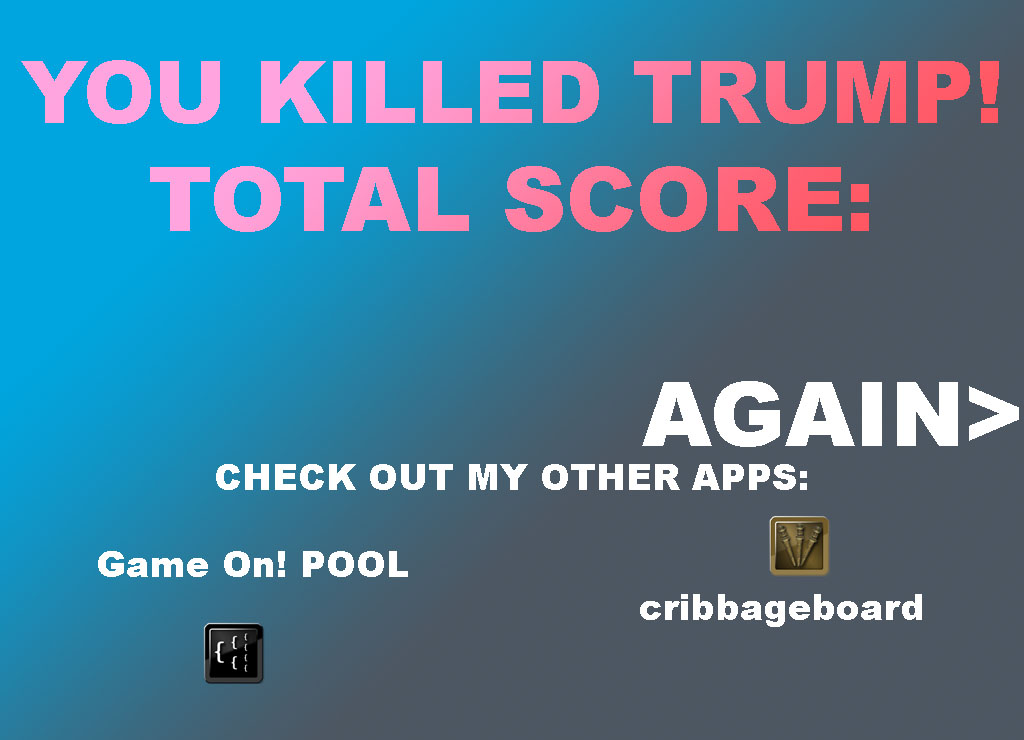 YOU KILLED TRUMP!
TOTAL SCORE:
AGAIN>
CHECK OUT MY OTHER APPS:
Game On! POOL
cribbageboard